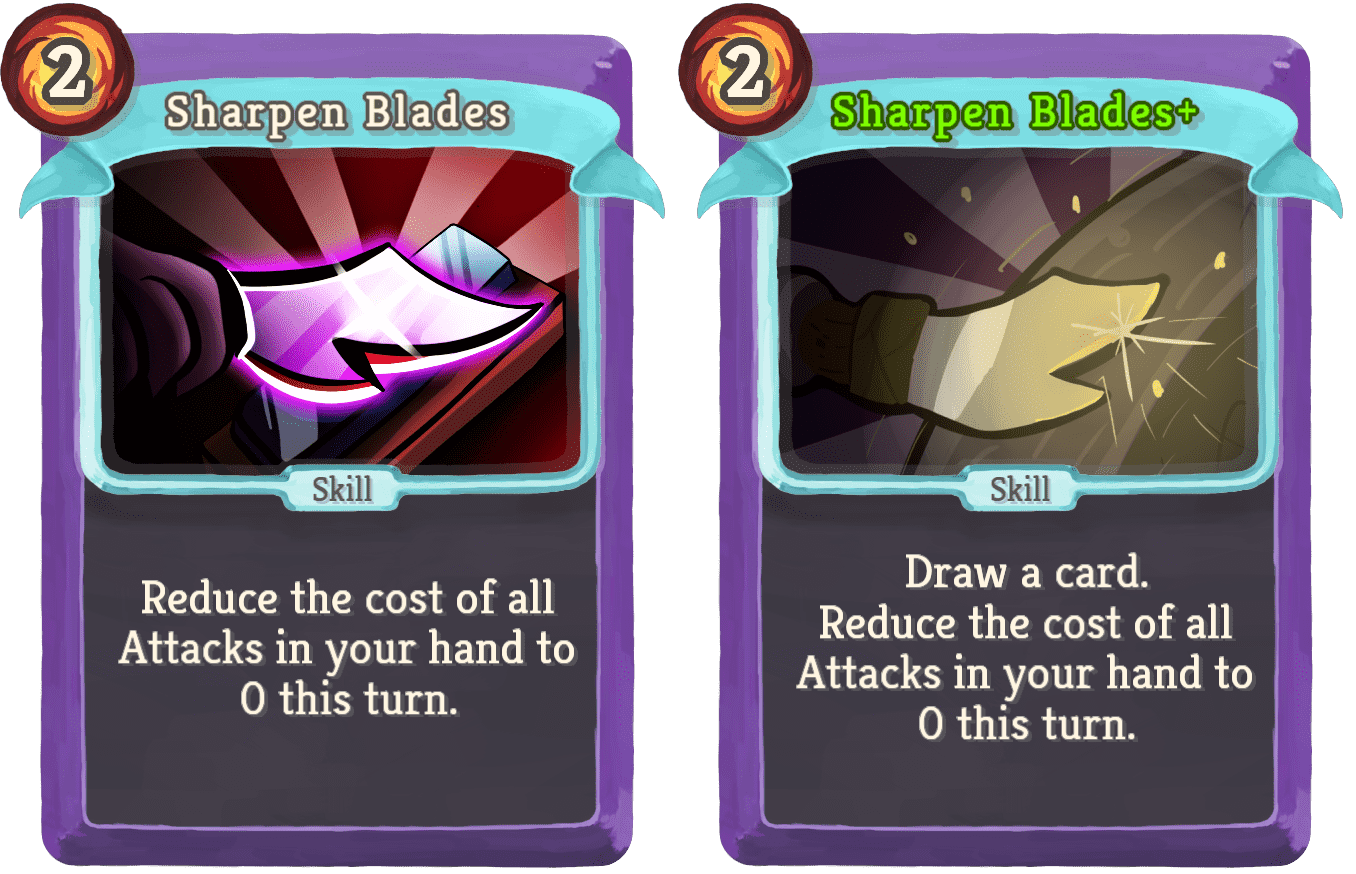 2
Sharpen Blades
Skill
Reduce the cost of all
Attacks in your hand to
0 this turn.
2
Sharpen Blades+
Skill
Draw a card.
Reduce the cost of all
Attacks in your hand to
0 this turn.